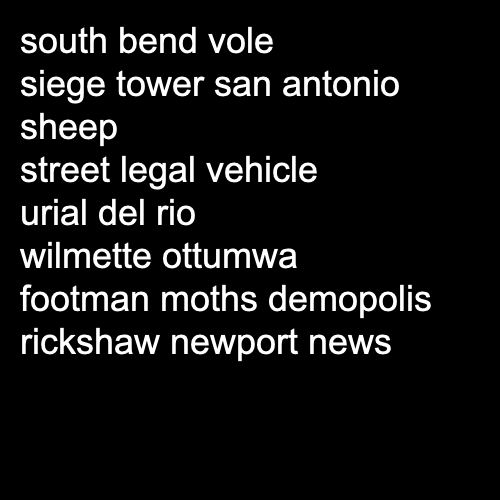 south bend vole
siege tower san antonio
sheep
street legal vehicle
urial del rio
wilmette ottumwa
footman moths demopolis
rickshaw newport news